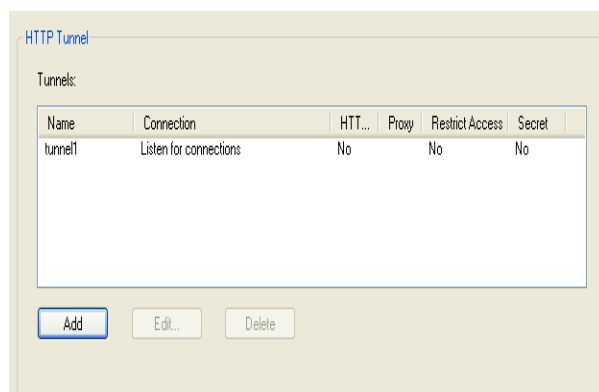 HTTP Tunnel
Tunnels:
Name Connection HTT... Proxy Restrict Access Secret
tunnel1 Listen for connections No No No
Add Edit... Delete